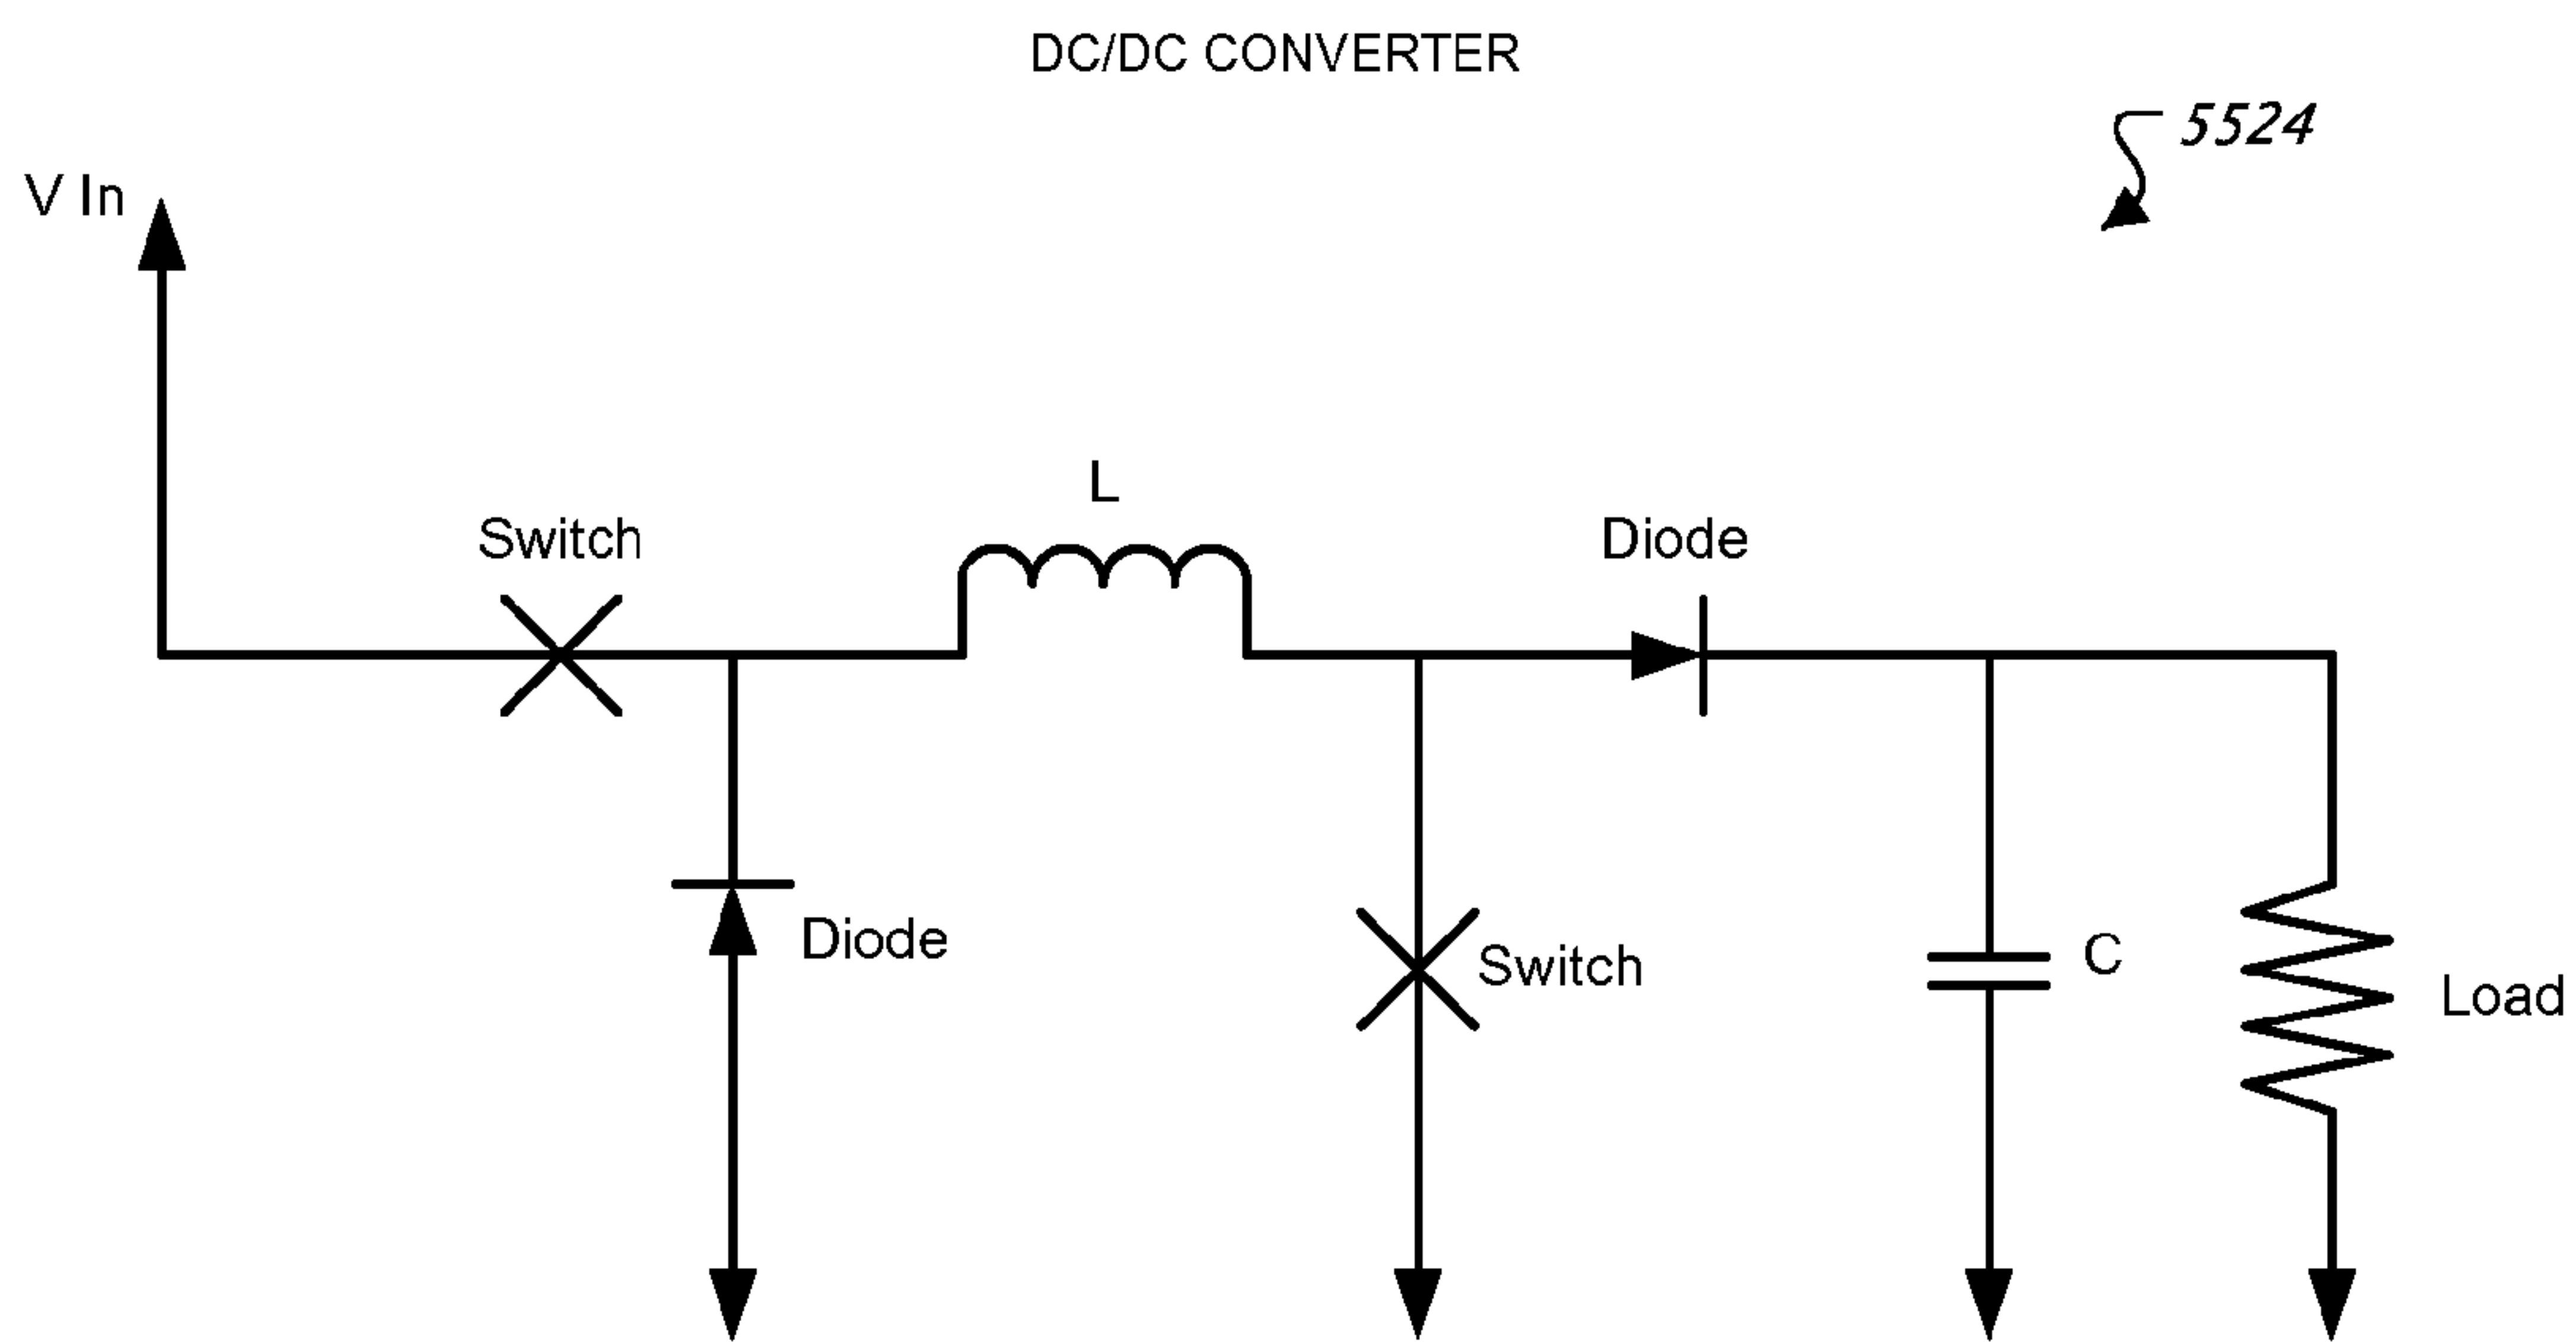 DC/DC CONVERTER
5524
V In
L
Switch
Diode
Diode
Switch
C
Load